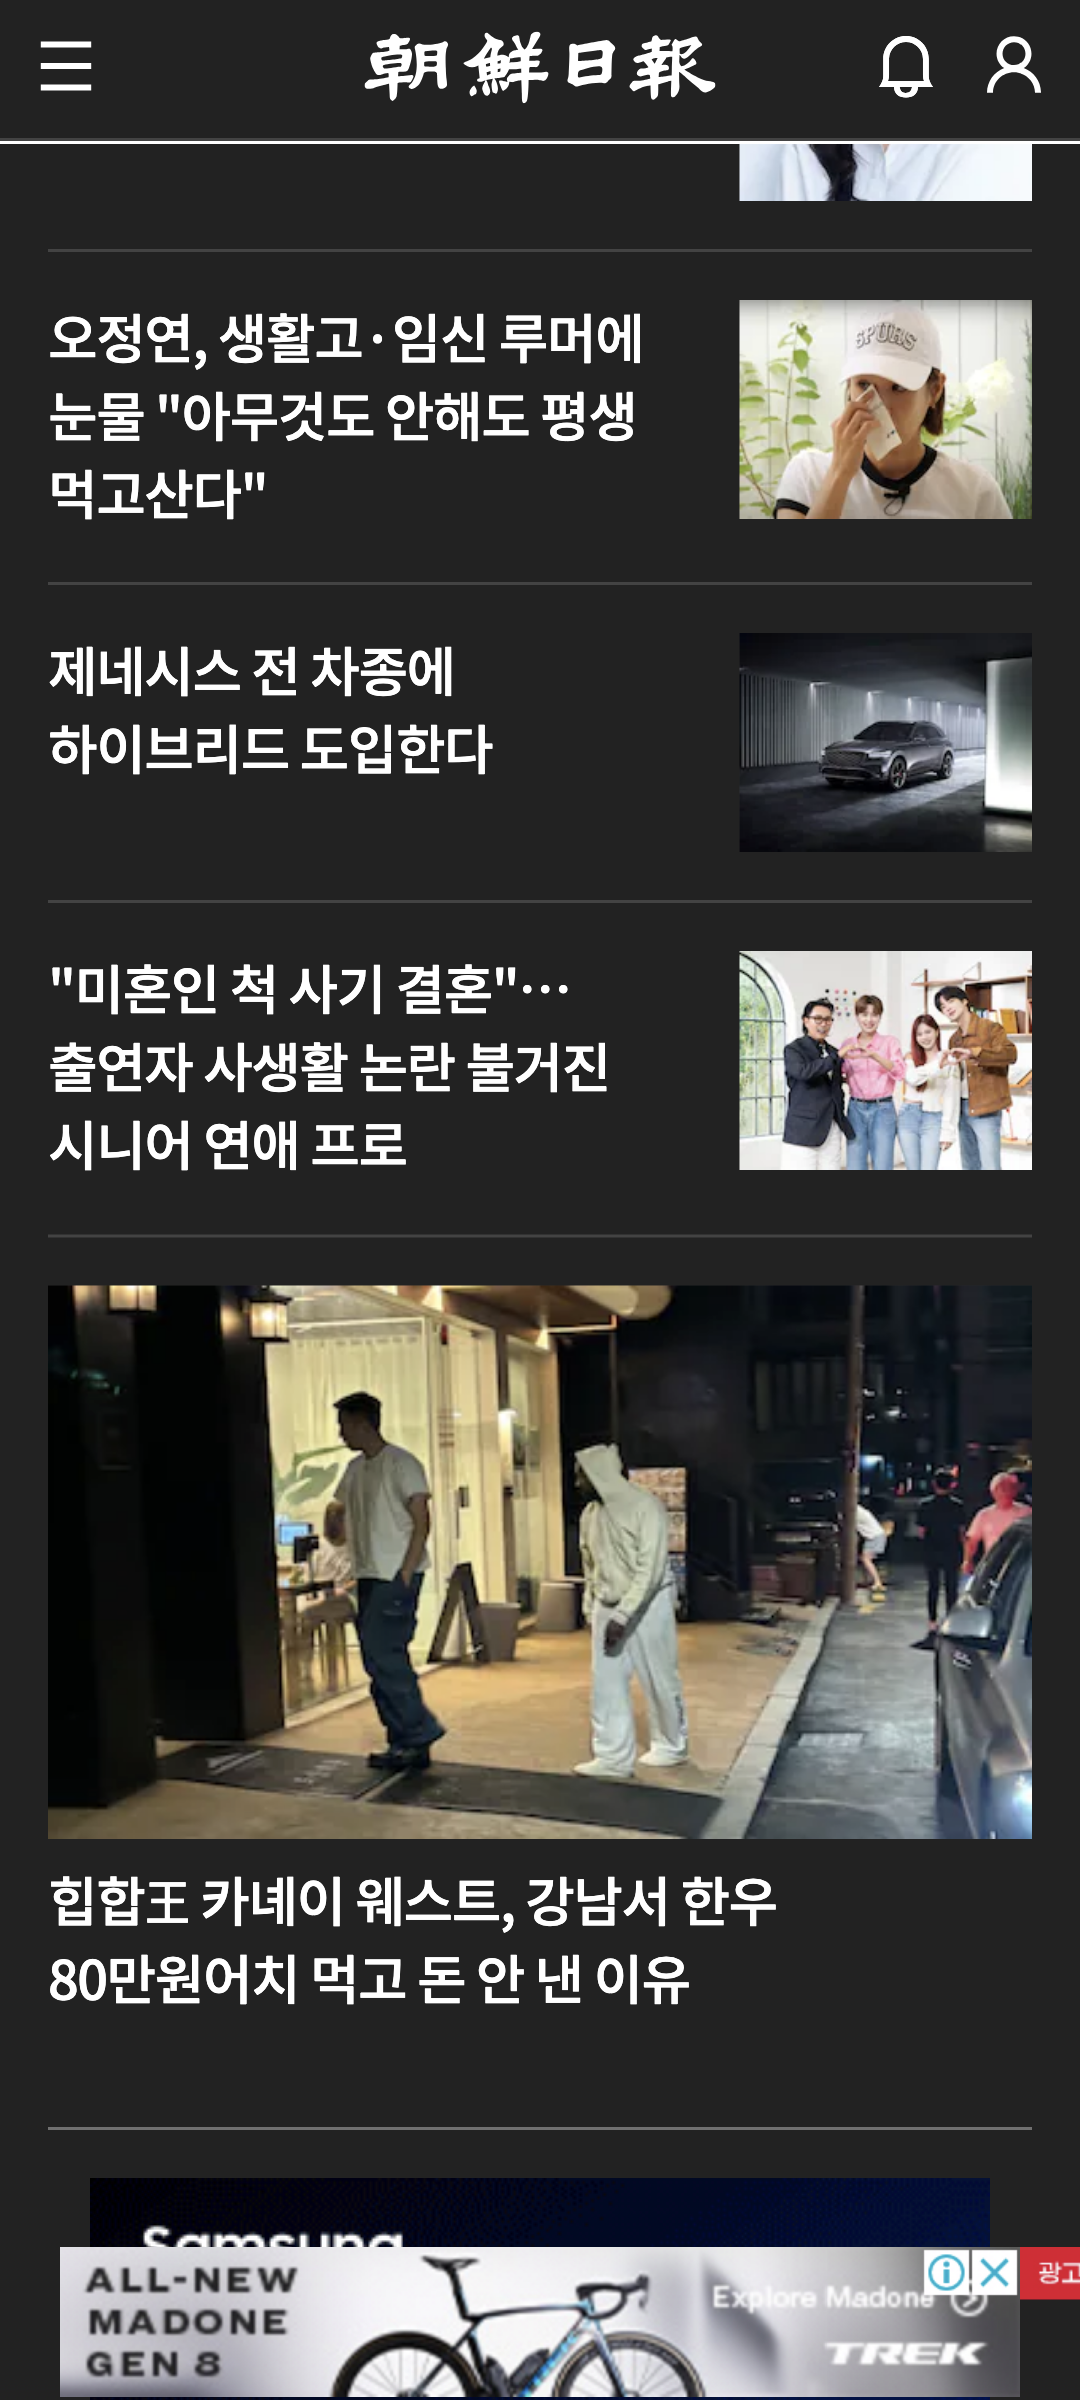 朝鮮日報
오정연, 생활고·임신 루머에
눈물 "아무것도 안해도 평생
먹고산다"
SPURS
제네시스 전 차종에
하이브리드 도입한다
"미혼인 척 사기 결혼"…
출연자 사생활 논란 불거진
시니어 연애 프로
힙합王 카녜이 웨스트, 강남서 한우
80만원어치 먹고 돈 안 낸 이유
Samsung
ALL-NEW
MADONE
GEN 8
Explore Madone
TREK
광고